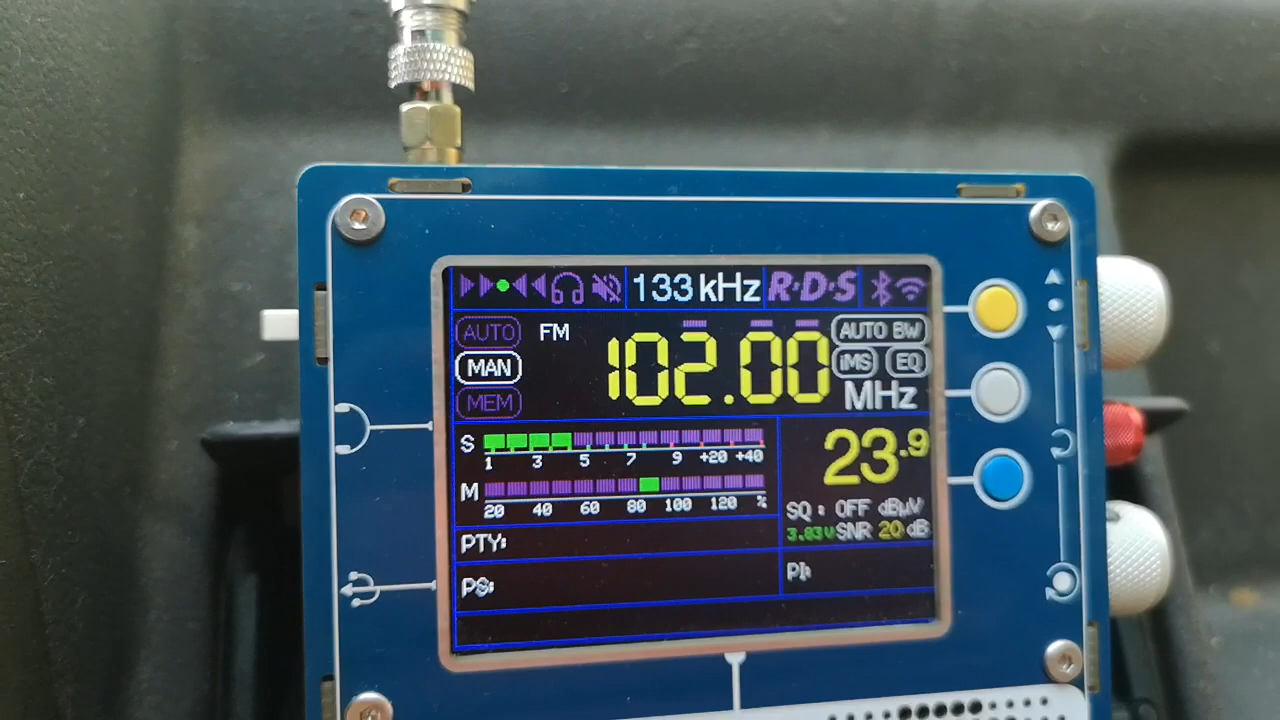 133 kHz R·D·S
AUTO FM 102.00 AUTO BW
MAN iMS EQ
MEM MHz
S 1 3 5 7 9 +20 +40 23.9
M 20 40 60 80 100 120 % SQ: OFF dBµV
3.83V SNR 20 dB
PTY:
PS: PI: